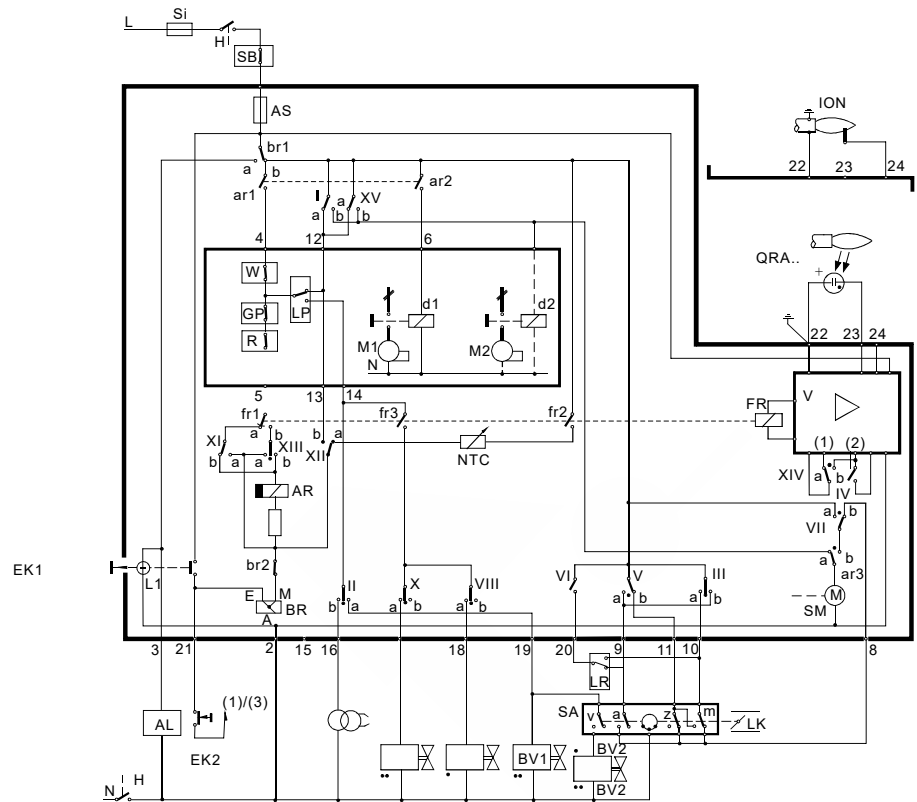 L Si
H
SB
AS
ION
br1
22 23 24
a b
ar1 ar2
I XV
a b a b
QRA..
+
4 12 6
W
GP LP
R
d1 d2
M1 M2
N
22 23 24
V
FR
5 13 14
fr1 fr3 fr2
a b b a
XI XIII XII
b a a b
NTC
(1) (2)
XIV a b
IV
AR
a b
VII
br2
a b
ar3
EK1
L1
E M
BR
A
II X VIII VI V III
b a a b a b a b a b
SM M
3 21 2 15 16 18 19 20 9 11 10 8
LR
(1)/(3)
SA v a z m
LK
AL
EK2
BV1 BV2
BV2
N H